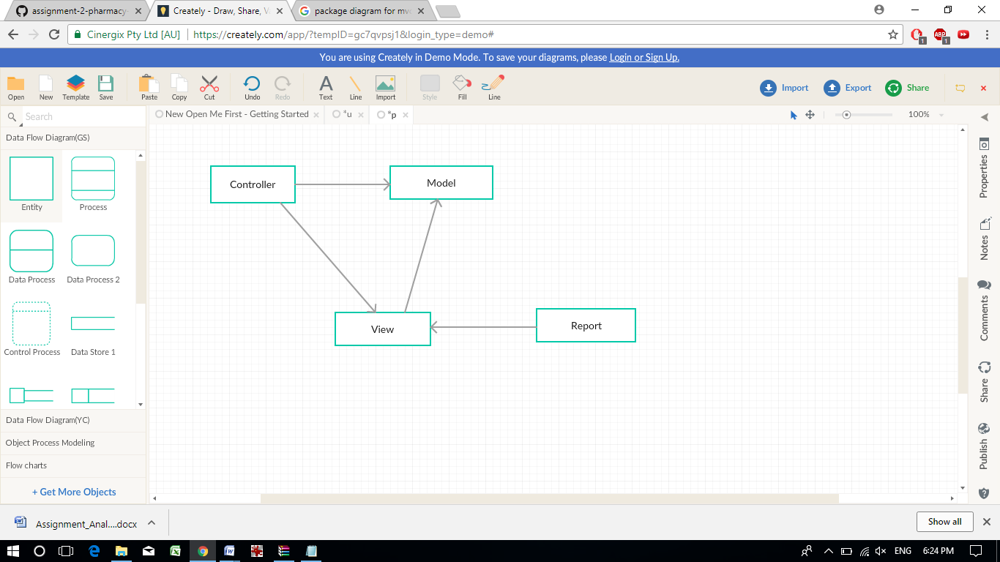 assignment-2-pharmacy-
Creately - Draw, Share, V
package diagram for mvc
Cinergix Pty Ltd [AU]
https://creately.com/app/?tempID=gc7qvpsj1&login_type=demo#
1
ABP
1
You are using Creately in Demo Mode. To save your diagrams, please Login or Sign Up.
Open
New
Template
Save
Paste
Copy
Cut
Undo
Redo
Text
Line
Import
Style
Fill
Line
Import
Export
Share
Search
New Open Me First - Getting Started
*u
*p
100%
Data Flow Diagram(GS)
Entity
Process
Data Process
Data Process 2
Control Process
Data Store 1
Data Flow Diagram(YC)
Object Process Modeling
Flow charts
+ Get More Objects
Controller
Model
View
Report
Properties
Notes
Comments
Share
Publish
Assignment_Anal....docx
Show all
ENG
6:24 PM